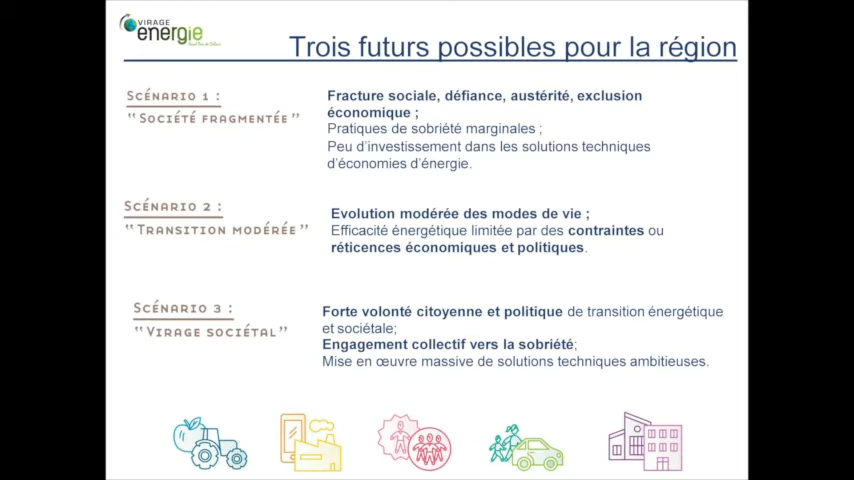 VIRAGE
énergie
Trois futurs possibles pour la région
SCÉNARIO 1 :
"SOCIÉTÉ FRAGMENTÉE"
Fracture sociale, défiance, austérité, exclusion
économique ;
Pratiques de sobriété marginales ;
Peu d'investissement dans les solutions techniques
d'économies d'énergie.
SCÉNARIO 2 :
"TRANSITION MODÉRÉE"
Evolution modérée des modes de vie ;
Efficacité énergétique limitée par des contraintes ou
réticences économiques et politiques.
SCÉNARIO 3 :
"VIRAGE SOCIÉTAL"
Forte volonté citoyenne et politique de transition énergétique
et sociétale;
Engagement collectif vers la sobriété;
Mise en œuvre massive de solutions techniques ambitieuses.